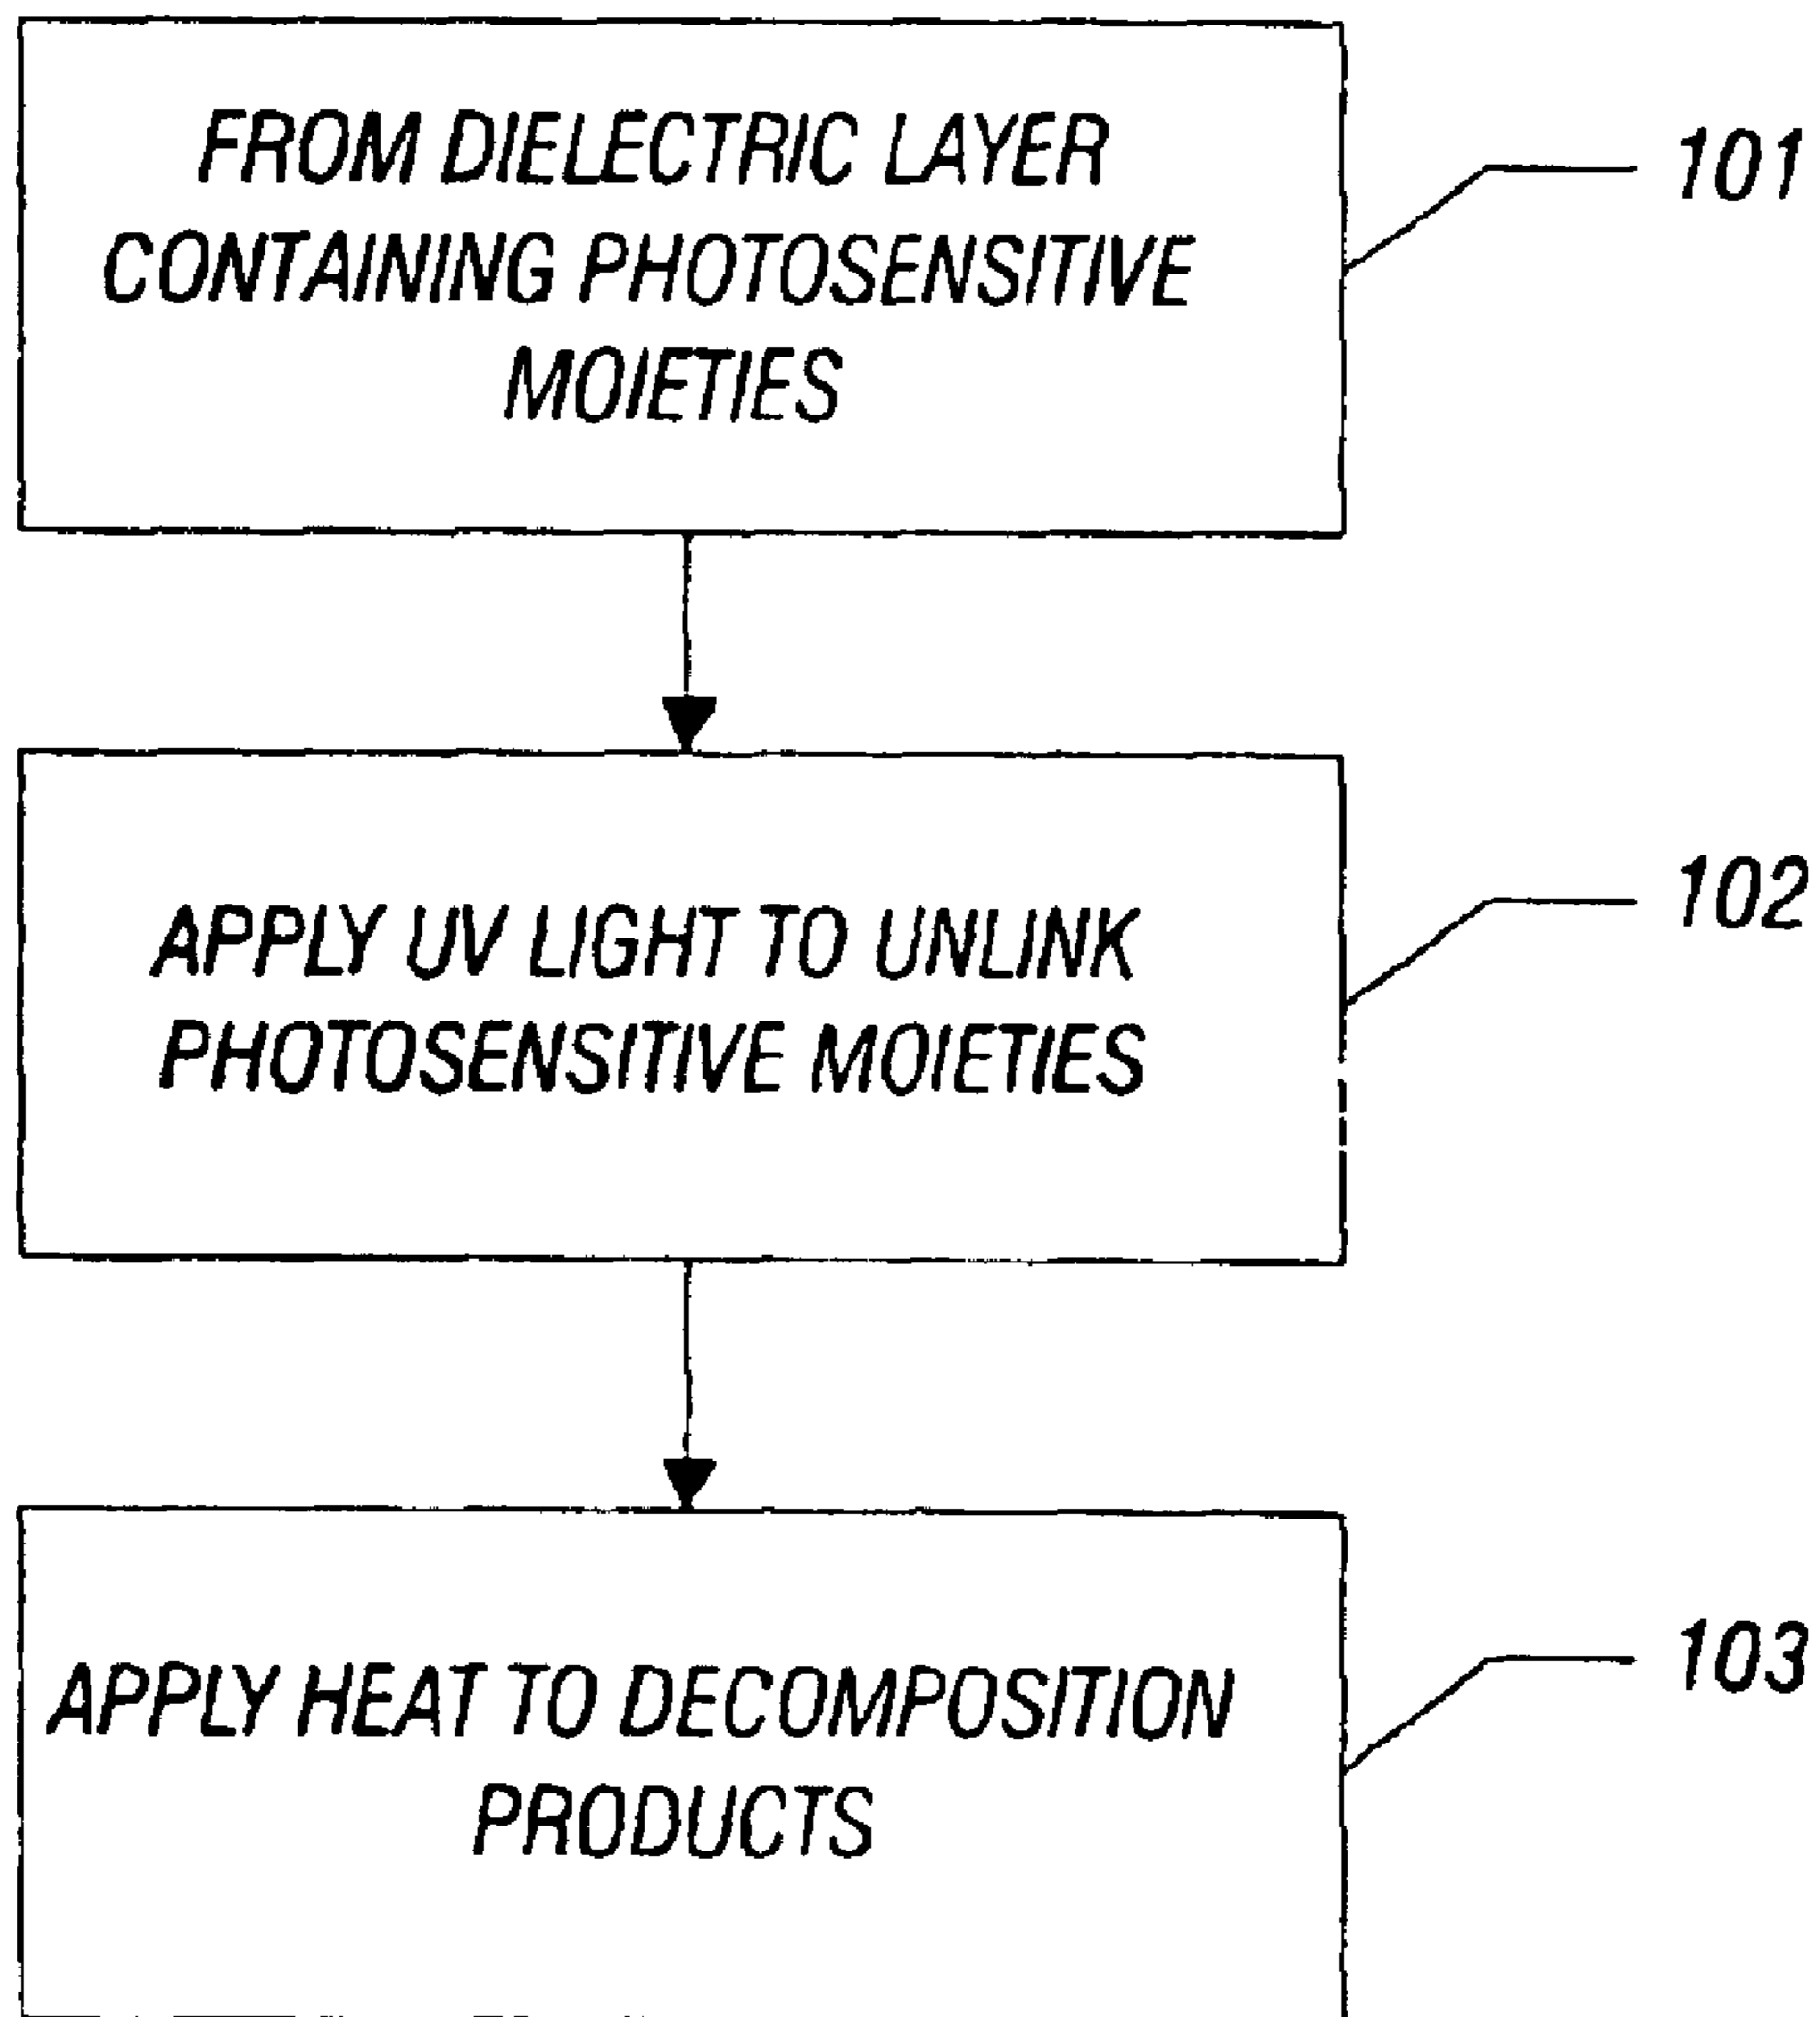 FROM DIELECTRIC LAYER
CONTAINING PHOTOSENSITIVE
MOIETIES
101
APPLY UV LIGHT TO UNLINK
PHOTOSENSITIVE MOIETIES
102
APPLY HEAT TO DECOMPOSITION
PRODUCTS
103